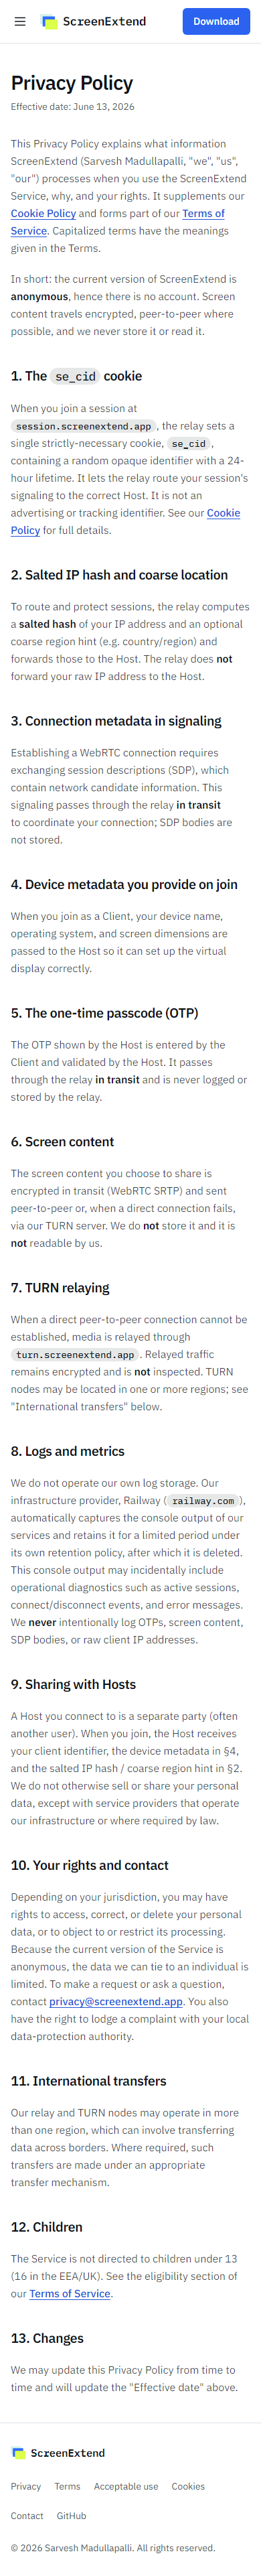 ScreenExtend
Download
Privacy Policy
Effective date: June 13, 2026
This Privacy Policy explains what information
ScreenExtend (Sarvesh Madullapalli, "we", "us",
"our") processes when you use the ScreenExtend
Service, why, and your rights. It supplements our
Cookie Policy and forms part of our Terms of
Service. Capitalized terms have the meanings
given in the Terms.
In short: the current version of ScreenExtend is
anonymous, hence there is no account. Screen
content travels encrypted, peer-to-peer where
possible, and we never store it or read it.
1. The se_cid cookie
When you join a session at
session.screenextend.app, the relay sets a
single strictly-necessary cookie, se_cid,
containing a random opaque identifier with a 24-
hour lifetime. It lets the relay route your session's
signaling to the correct Host. It is not an
advertising or tracking identifier. See our Cookie
Policy for full details.
2. Salted IP hash and coarse location
To route and protect sessions, the relay computes
a salted hash of your IP address and an optional
coarse region hint (e.g. country/region) and
forwards those to the Host. The relay does not
forward your raw IP address to the Host.
3. Connection metadata in signaling
Establishing a WebRTC connection requires
exchanging session descriptions (SDP), which
contain network candidate information. This
signaling passes through the relay in transit
to coordinate your connection; SDP bodies are
not stored.
4. Device metadata you provide on join
When you join as a Client, your device name,
operating system, and screen dimensions are
passed to the Host so it can set up the virtual
display correctly.
5. The one-time passcode (OTP)
The OTP shown by the Host is entered by the
Client and validated by the Host. It passes
through the relay in transit and is never logged or
stored by the relay.
6. Screen content
The screen content you choose to share is
encrypted in transit (WebRTC SRTP) and sent
peer-to-peer or, when a direct connection fails,
via our TURN server. We do not store it and it is
not readable by us.
7. TURN relaying
When a direct peer-to-peer connection cannot be
established, media is relayed through
turn.screenextend.app. Relayed traffic
remains encrypted and is not inspected. TURN
nodes may be located in one or more regions; see
"International transfers" below.
8. Logs and metrics
We do not operate our own log storage. Our
infrastructure provider, Railway (railway.com),
automatically captures the console output of our
services and retains it for a limited period under
its own retention policy, after which it is deleted.
This console output may incidentally include
operational diagnostics such as active sessions,
connect/disconnect events, and error messages.
We never intentionally log OTPs, screen content,
SDP bodies, or raw client IP addresses.
9. Sharing with Hosts
A Host you connect to is a separate party (often
another user). When you join, the Host receives
your client identifier, the device metadata in §4,
and the salted IP hash / coarse region hint in §2.
We do not otherwise sell or share your personal
data, except with service providers that operate
our infrastructure or where required by law.
10. Your rights and contact
Depending on your jurisdiction, you may have
rights to access, correct, or delete your personal
data, or to object to or restrict its processing.
Because the current version of the Service is
anonymous, the data we can tie to an individual is
limited. To make a request or ask a question,
contact privacy@screenextend.app. You also
have the right to lodge a complaint with your local
data-protection authority.
11. International transfers
Our relay and TURN nodes may operate in more
than one region, which can involve transferring
data across borders. Where required, such
transfers are made under an appropriate
transfer mechanism.
12. Children
The Service is not directed to children under 13
(16 in the EEA/UK). See the eligibility section of
our Terms of Service.
13. Changes
We may update this Privacy Policy from time to
time and will update the "Effective date" above.
ScreenExtend
Privacy Terms Acceptable use Cookies
Contact GitHub
© 2026 Sarvesh Madullapalli. All rights reserved.